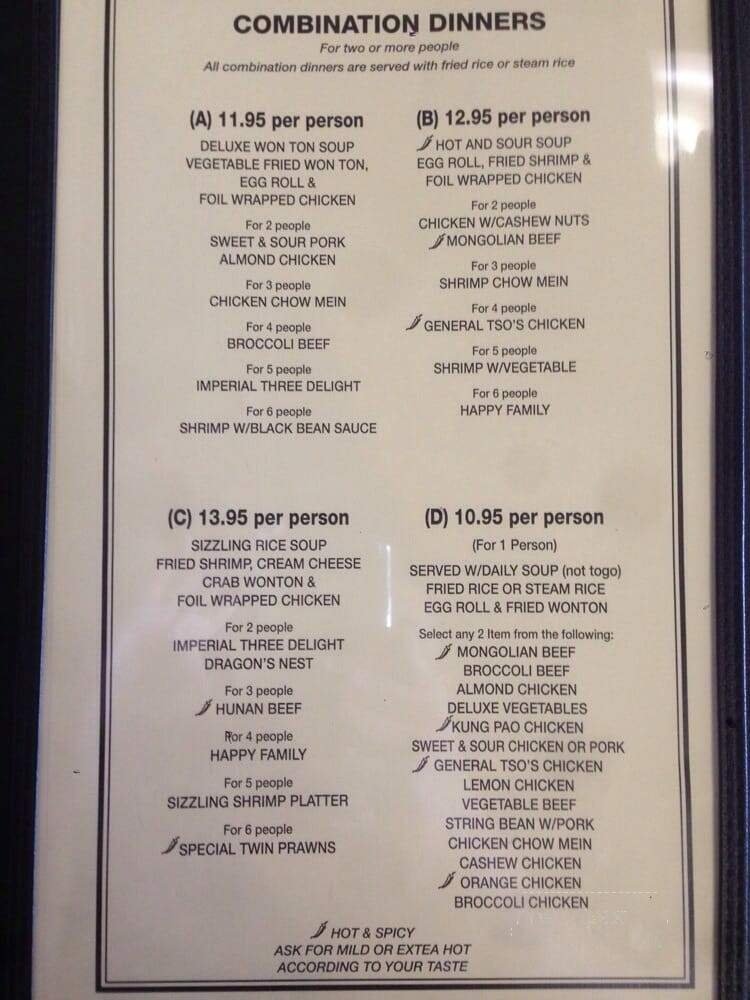 COMBINATION DINNERS
For two or more people
All combination dinners are served with fried rice or steam rice
(A) 11.95 per person
DELUXE WON TON SOUP
VEGETABLE FRIED WON TON,
EGG ROLL &
FOIL WRAPPED CHICKEN
For 2 people
SWEET & SOUR PORK
ALMOND CHICKEN
For 3 people
CHICKEN CHOW MEIN
For 4 people
BROCCOLI BEEF
For 5 people
IMPERIAL THREE DELIGHT
For 6 people
SHRIMP W/BLACK BEAN SAUCE
(B) 12.95 per person
HOT AND SOUR SOUP
EGG ROLL, FRIED SHRIMP &
FOIL WRAPPED CHICKEN
For 2 people
CHICKEN W/CASHEW NUTS
MONGOLIAN BEEF
For 3 people
SHRIMP CHOW MEIN
For 4 people
GENERAL TSO'S CHICKEN
For 5 people
SHRIMP W/VEGETABLE
For 6 people
HAPPY FAMILY
(C) 13.95 per person
SIZZLING RICE SOUP
FRIED SHRIMP, CREAM CHEESE
CRAB WONTON &
FOIL WRAPPED CHICKEN
For 2 people
IMPERIAL THREE DELIGHT
DRAGON'S NEST
For 3 people
HUNAN BEEF
For 4 people
HAPPY FAMILY
For 5 people
SIZZLING SHRIMP PLATTER
For 6 people
SPECIAL TWIN PRAWNS
(D) 10.95 per person
(For 1 Person)
SERVED W/DAILY SOUP (not togo)
FRIED RICE OR STEAM RICE
EGG ROLL & FRIED WONTON
Select any 2 Item from the following:
MONGOLIAN BEEF
BROCCOLI BEEF
ALMOND CHICKEN
DELUXE VEGETABLES
KUNG PAO CHICKEN
SWEET & SOUR CHICKEN OR PORK
GENERAL TSO'S CHICKEN
LEMON CHICKEN
VEGETABLE BEEF
STRING BEAN W/PORK
CHICKEN CHOW MEIN
CASHEW CHICKEN
ORANGE CHICKEN
BROCCOLI CHICKEN
HOT & SPICY
ASK FOR MILD OR EXTEA HOT
ACCORDING TO YOUR TASTE